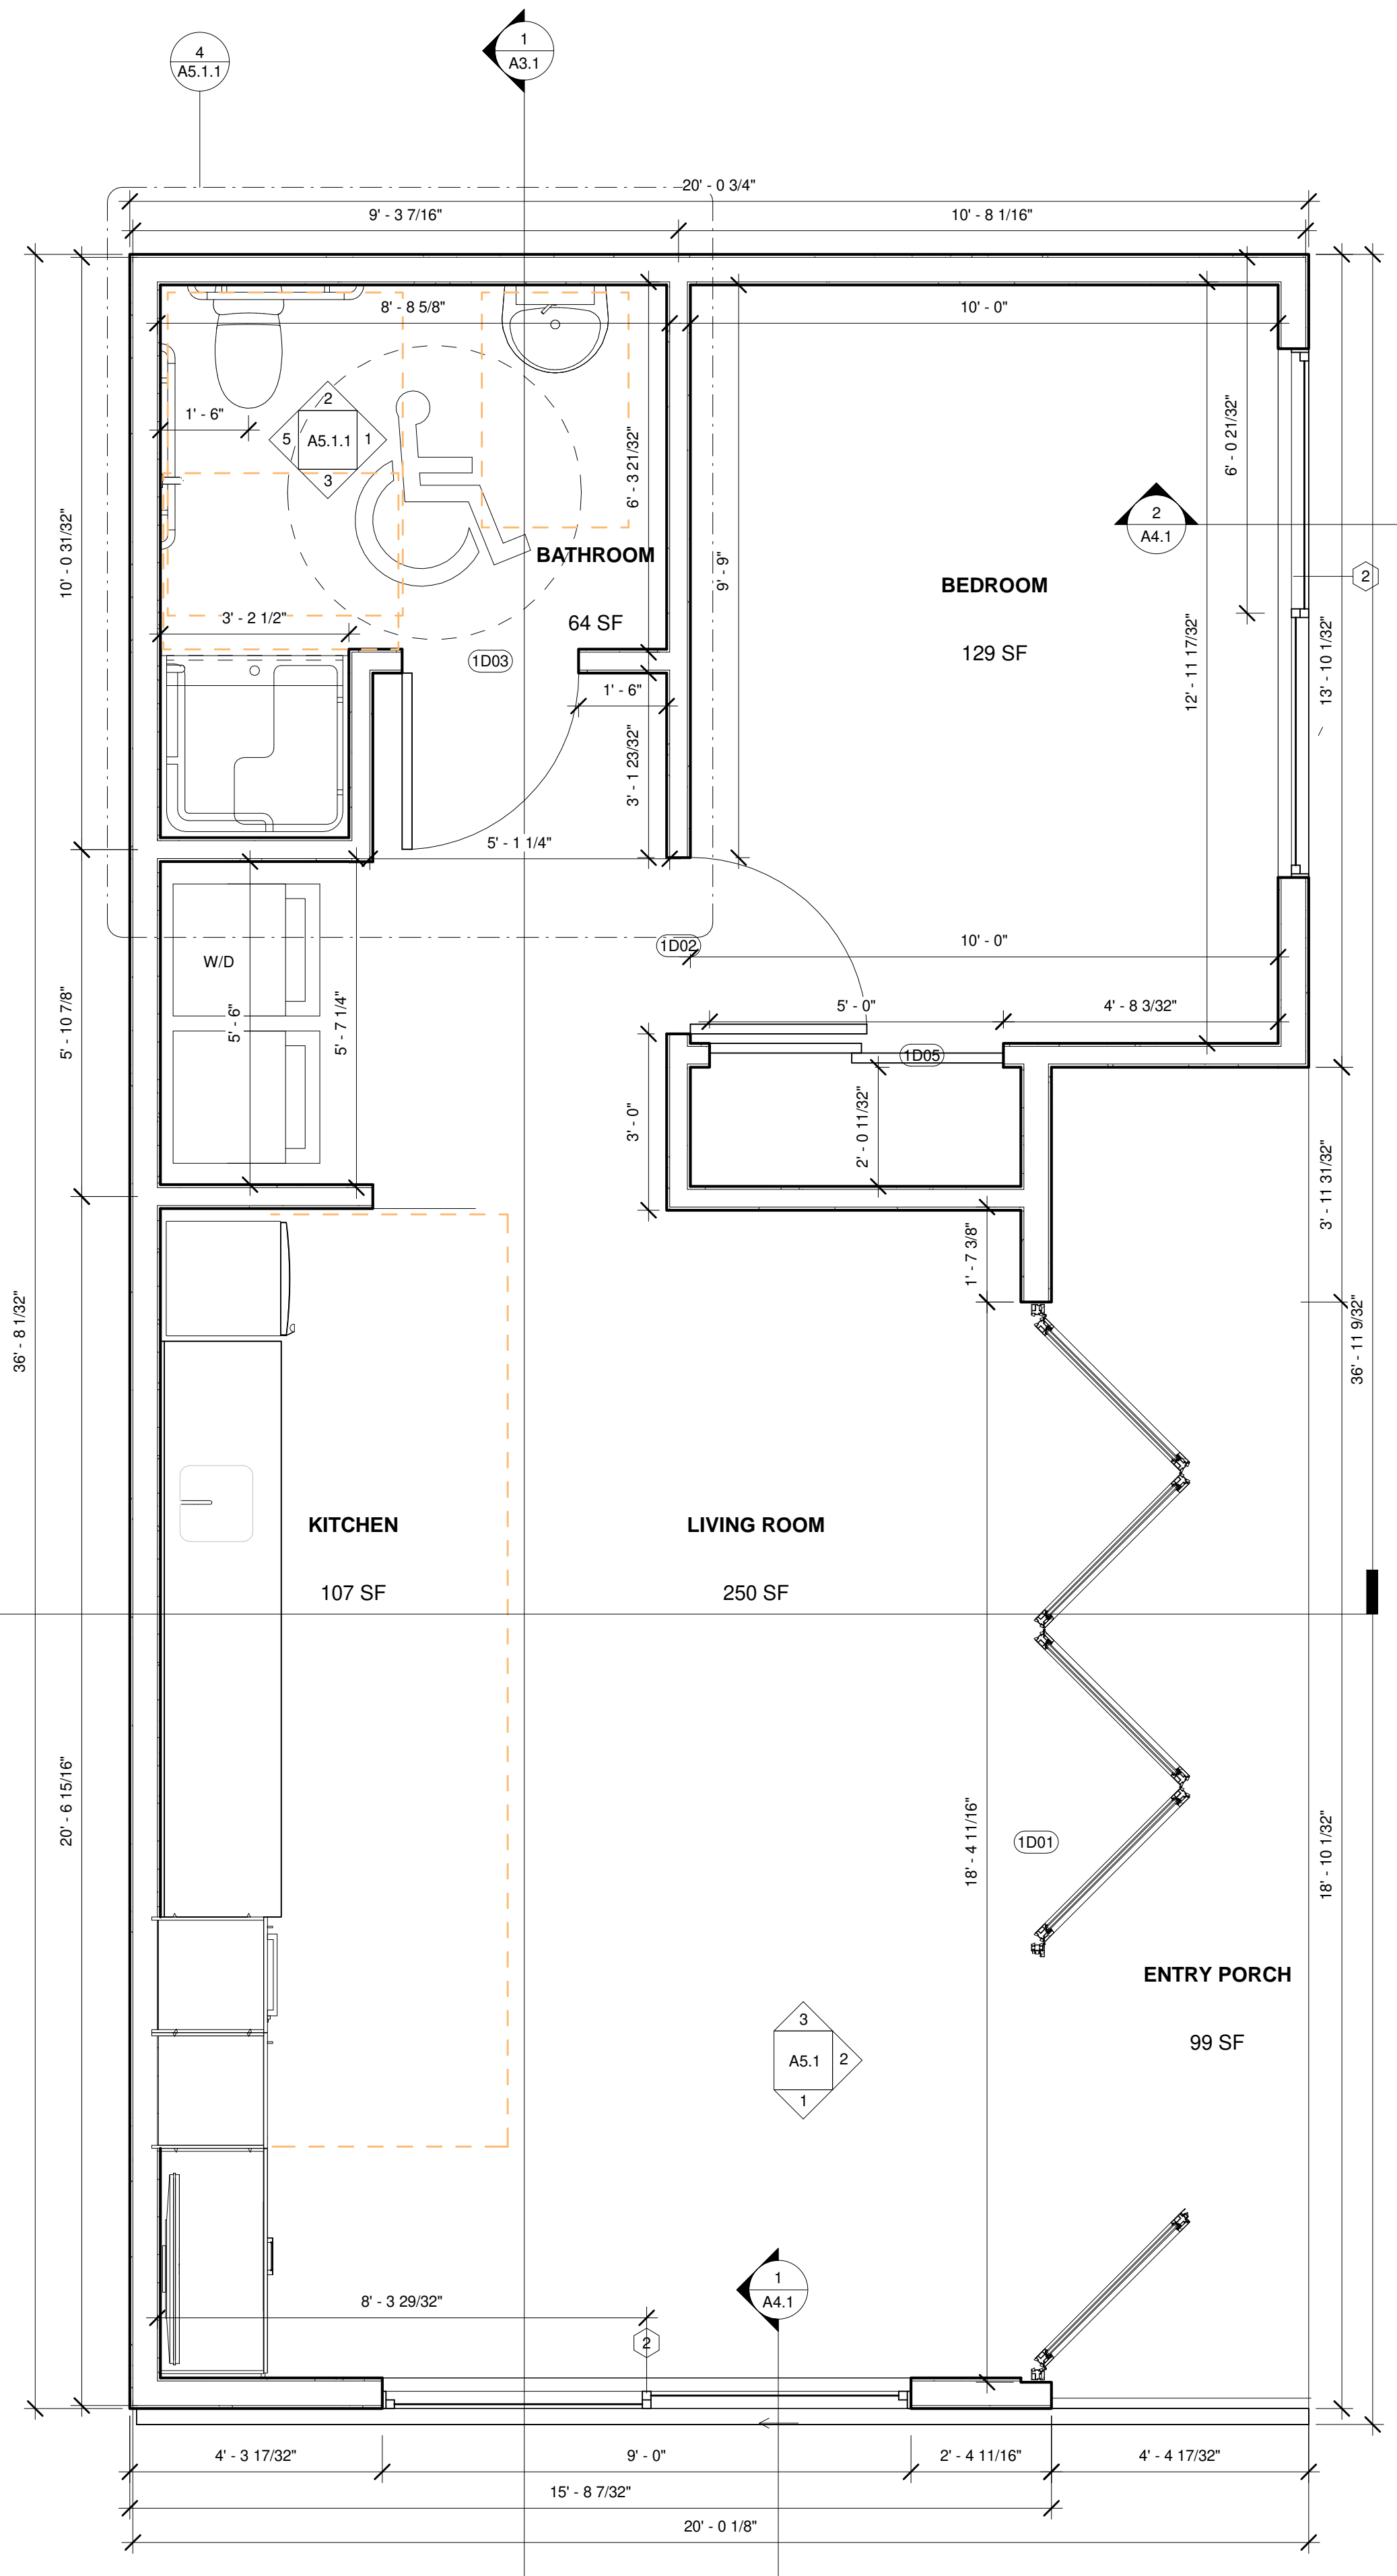 1
A3.1
4
A5.1.1
20' - 0 3/4"
9' - 3 7/16"
10' - 8 1/16"
8' - 8 5/8"
10' - 0"
1' - 6"
2
5
A5.1.1
1
3
6' - 3 21/32"
6' - 0 21/32"
2
A4.1
10' - 0 31/32"
BATHROOM
9' - 9"
BEDROOM
2
64 SF
129 SF
3' - 2 1/2"
1D03
12' - 11 17/32"
13' - 10 1/32"
1' - 6"
3' - 1 23/32"
5' - 1 1/4"
1D02
10' - 0"
W/D
5' - 10 7/8"
5' - 6"
5' - 7 1/4"
5' - 0"
4' - 8 3/32"
1D05
3' - 0"
2' - 0 11/32"
3' - 11 31/32"
1' - 7 3/8"
36' - 8 1/32"
36' - 11 9/32"
KITCHEN
LIVING ROOM
107 SF
250 SF
20' - 6 15/16"
18' - 4 11/16"
1D01
18' - 10 1/32"
ENTRY PORCH
99 SF
3
A5.1
2
1
1
A4.1
8' - 3 29/32"
2
4' - 3 17/32"
9' - 0"
2' - 4 11/16"
4' - 4 17/32"
15' - 8 7/32"
20' - 0 1/8"